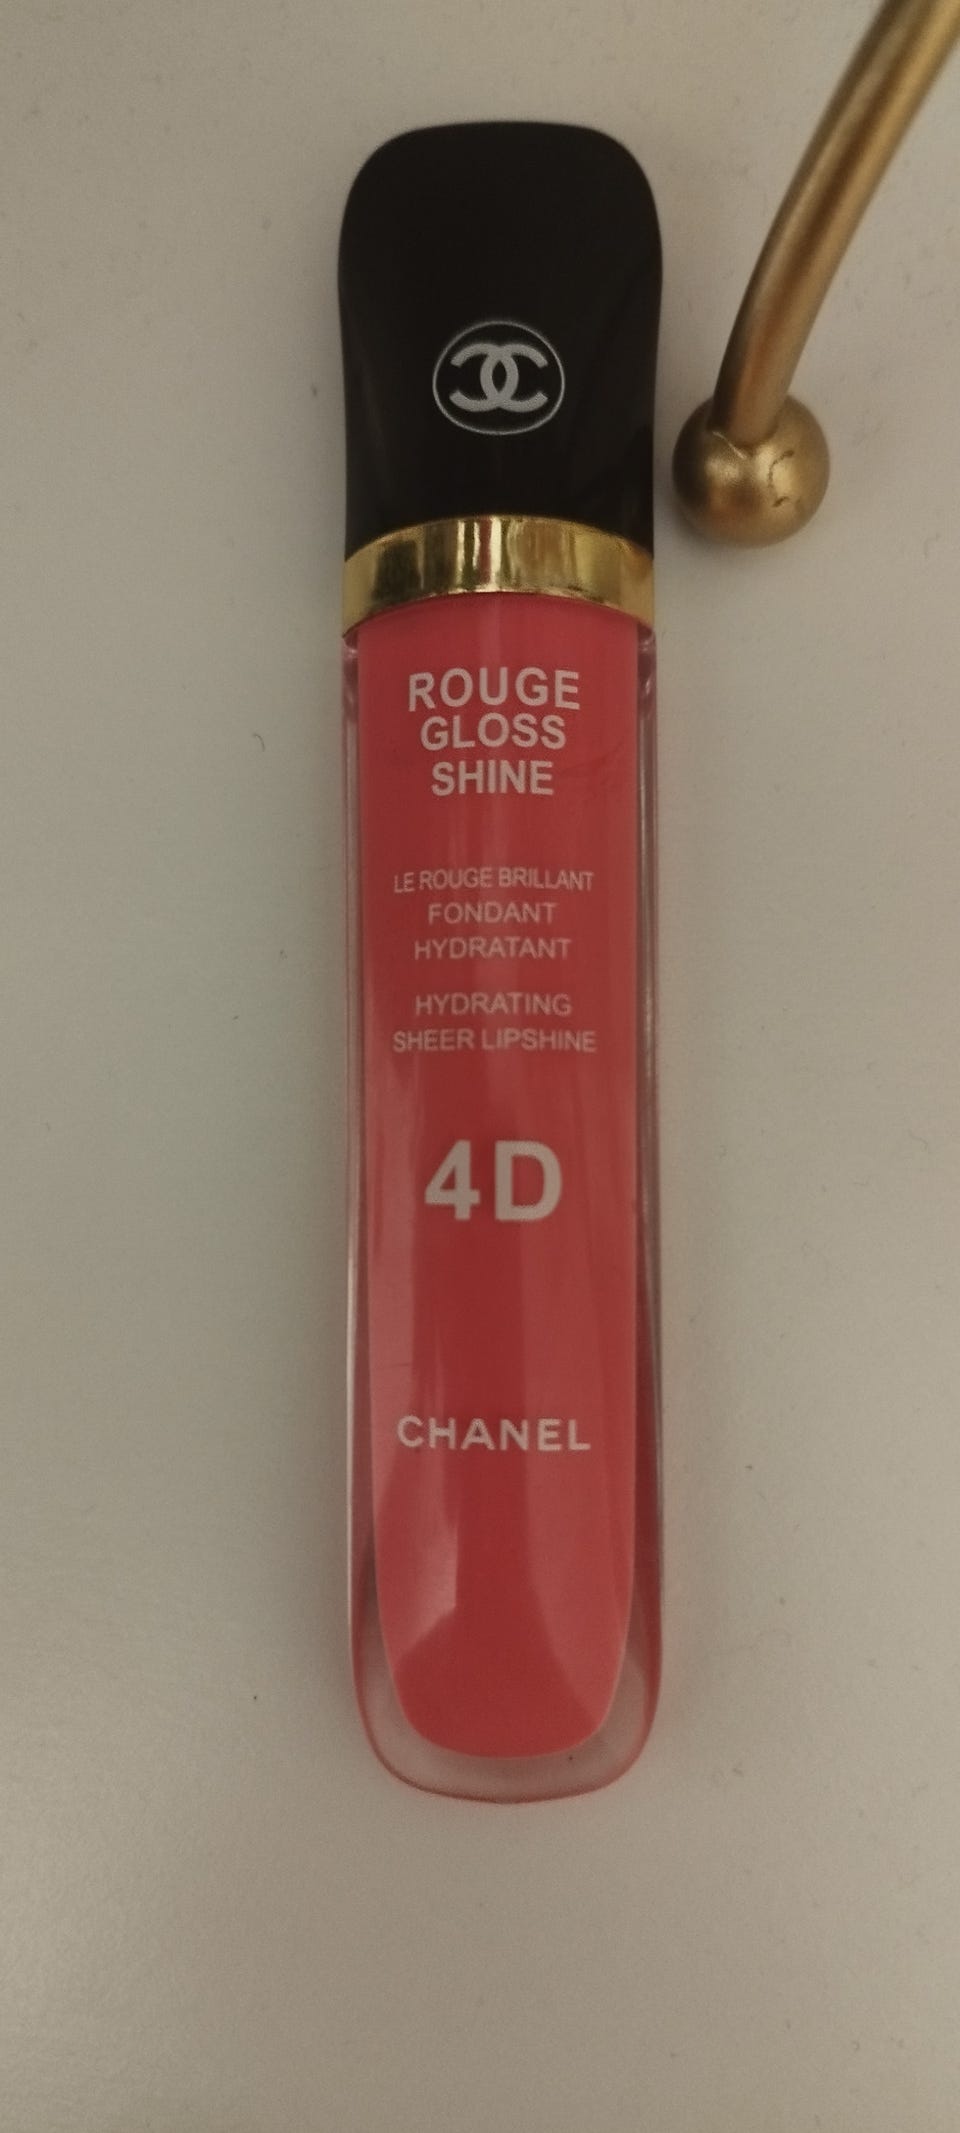 ROUGE
GLOSS
SHINE
LE ROUGE BRILLANT
FONDANT
HYDRATANT
HYDRATING
SHEER LIPSHINE
4D
CHANEL